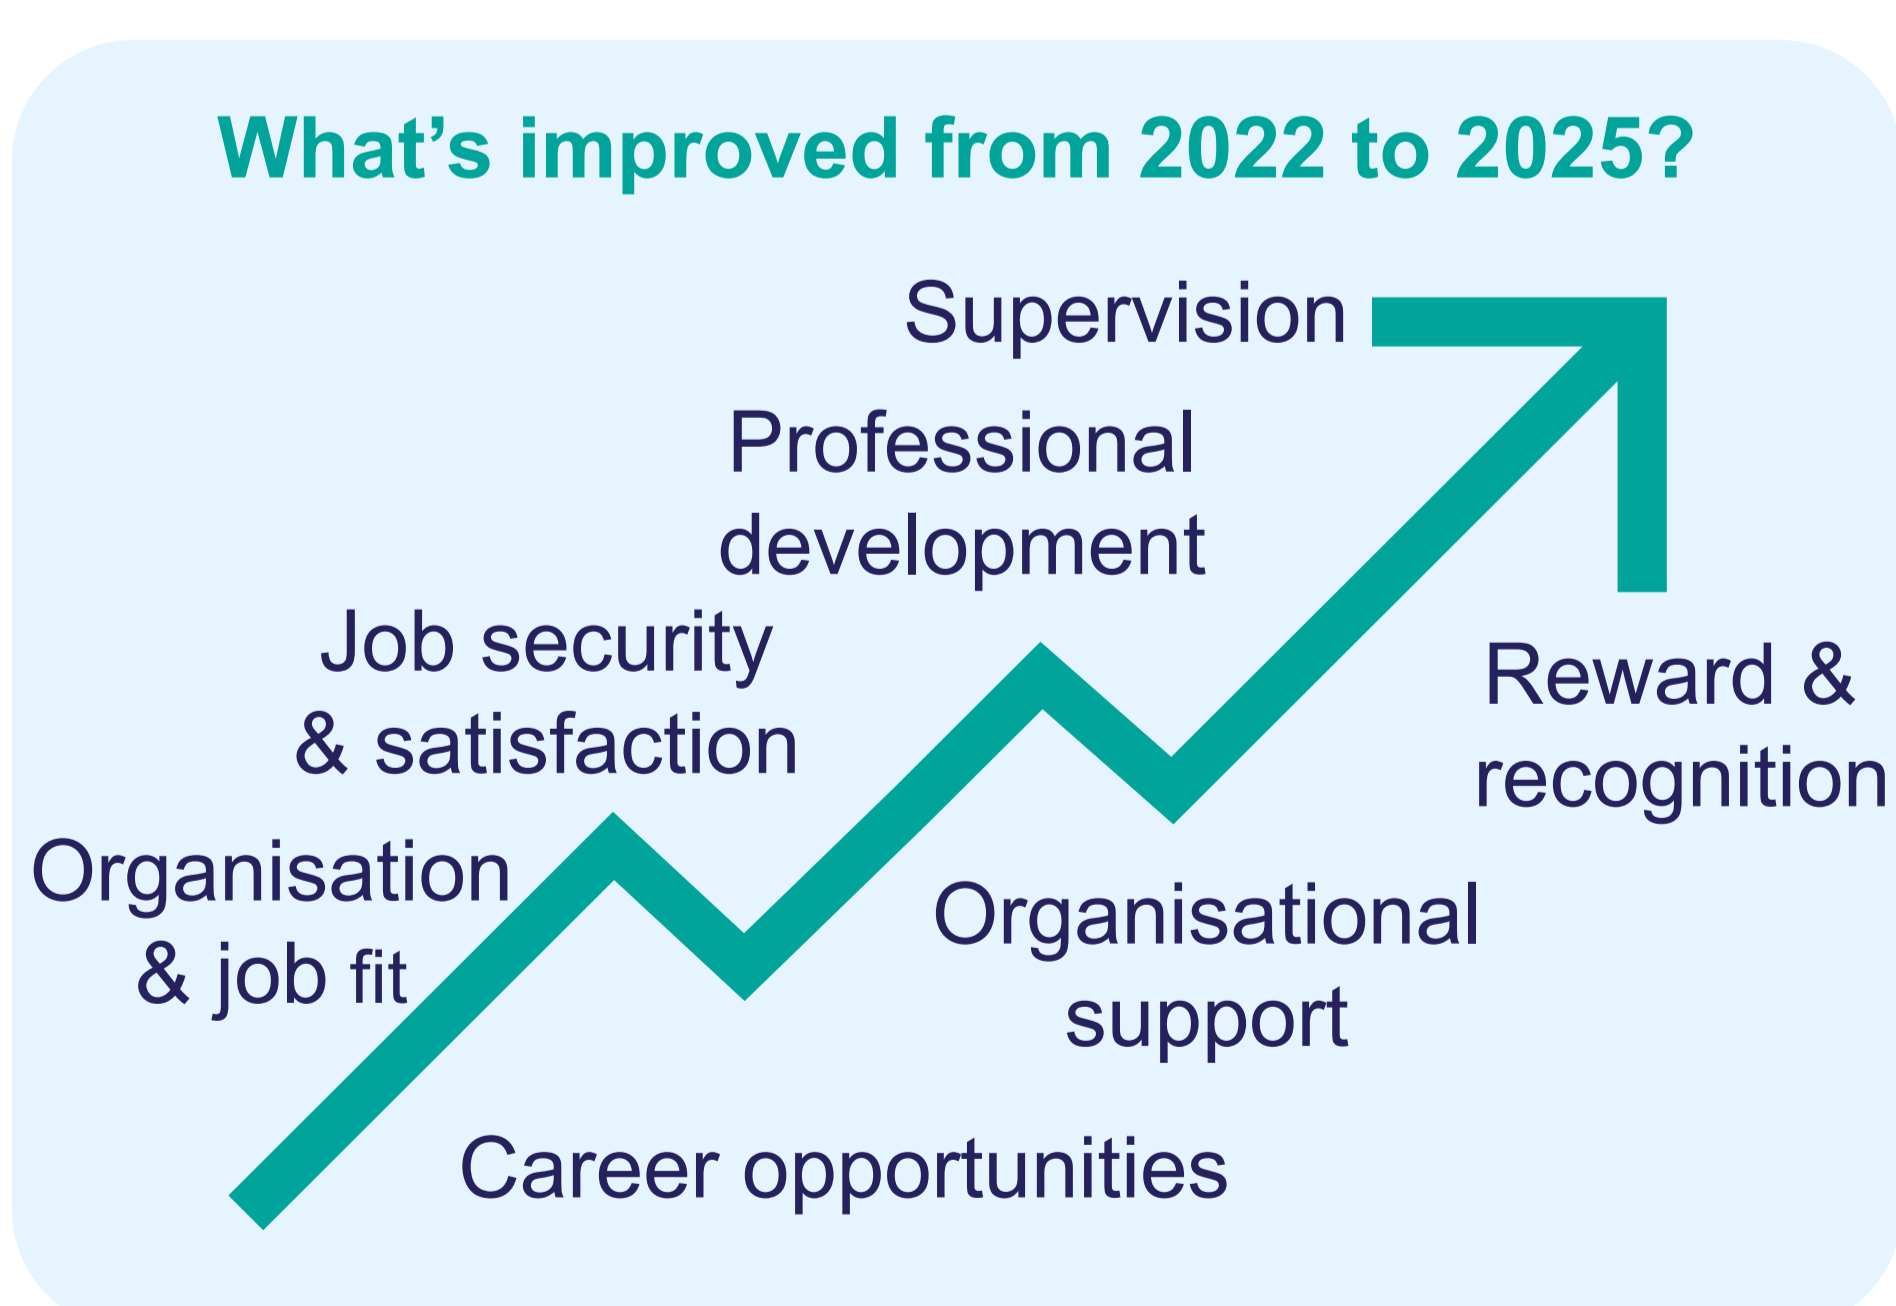 What’s improved from 2022 to 2025?
Supervision
Professional
development
Job security
& satisfaction
Organisation
& job fit
Reward &
recognition
Organisational
support
Career opportunities